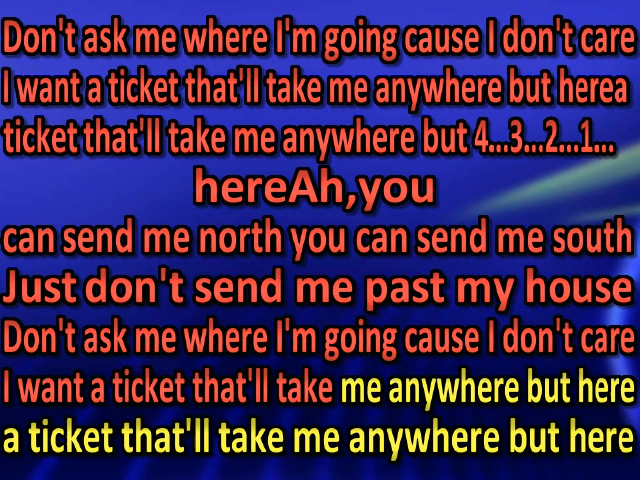 Don't ask me where I'm going cause I don't care
I want a ticket that'll take me anywhere but herea
ticket that'll take me anywhere but 4...3...2...1...
hereAh,you
can send me north you can send me south
Just don't send me past my house
Don't ask me where I'm going cause I don't care
I want a ticket that'll take me anywhere but here
a ticket that'll take me anywhere but here